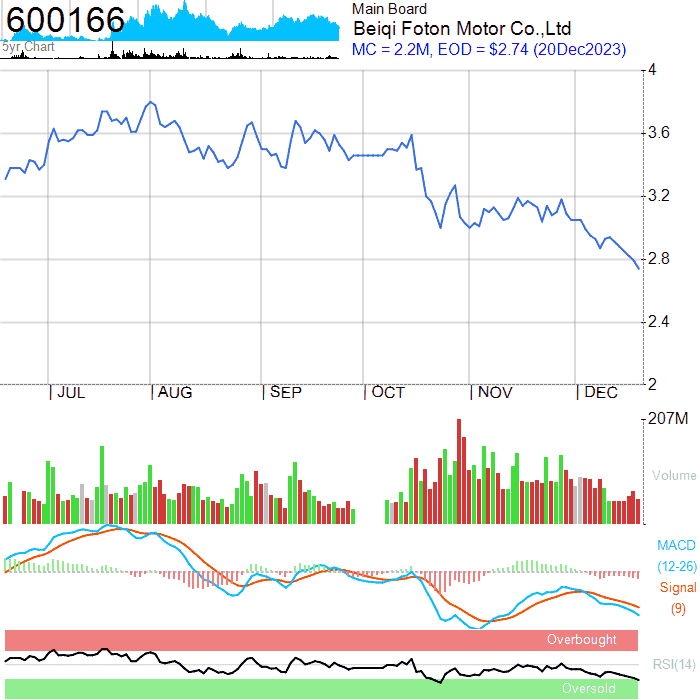 600166
5yr Chart
Main Board
Beiqi Foton Motor Co.,Ltd
MC = 2.2M, EOD = $2.74 (20Dec2023)
4
3.6
3.2
2.8
2.4
2
JUL
AUG
SEP
OCT
NOV
DEC
207M
Volume
MACD
(12-26)
Signal
(9)
Overbought
RSI(14)
Oversold